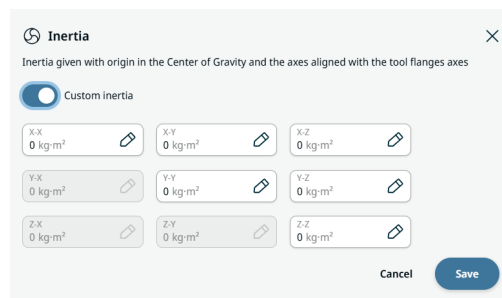 Inertia
Inertia given with origin in the Center of Gravity and the axes aligned with the tool flanges axes
Custom inertia
X-X X-Y X-Z
0 kg·m² 0 kg·m² 0 kg·m²
Y-X Y-Y Y-Z
0 kg·m² 0 kg·m² 0 kg·m²
Z-X Z-Y Z-Z
0 kg·m² 0 kg·m² 0 kg·m²
Cancel Save